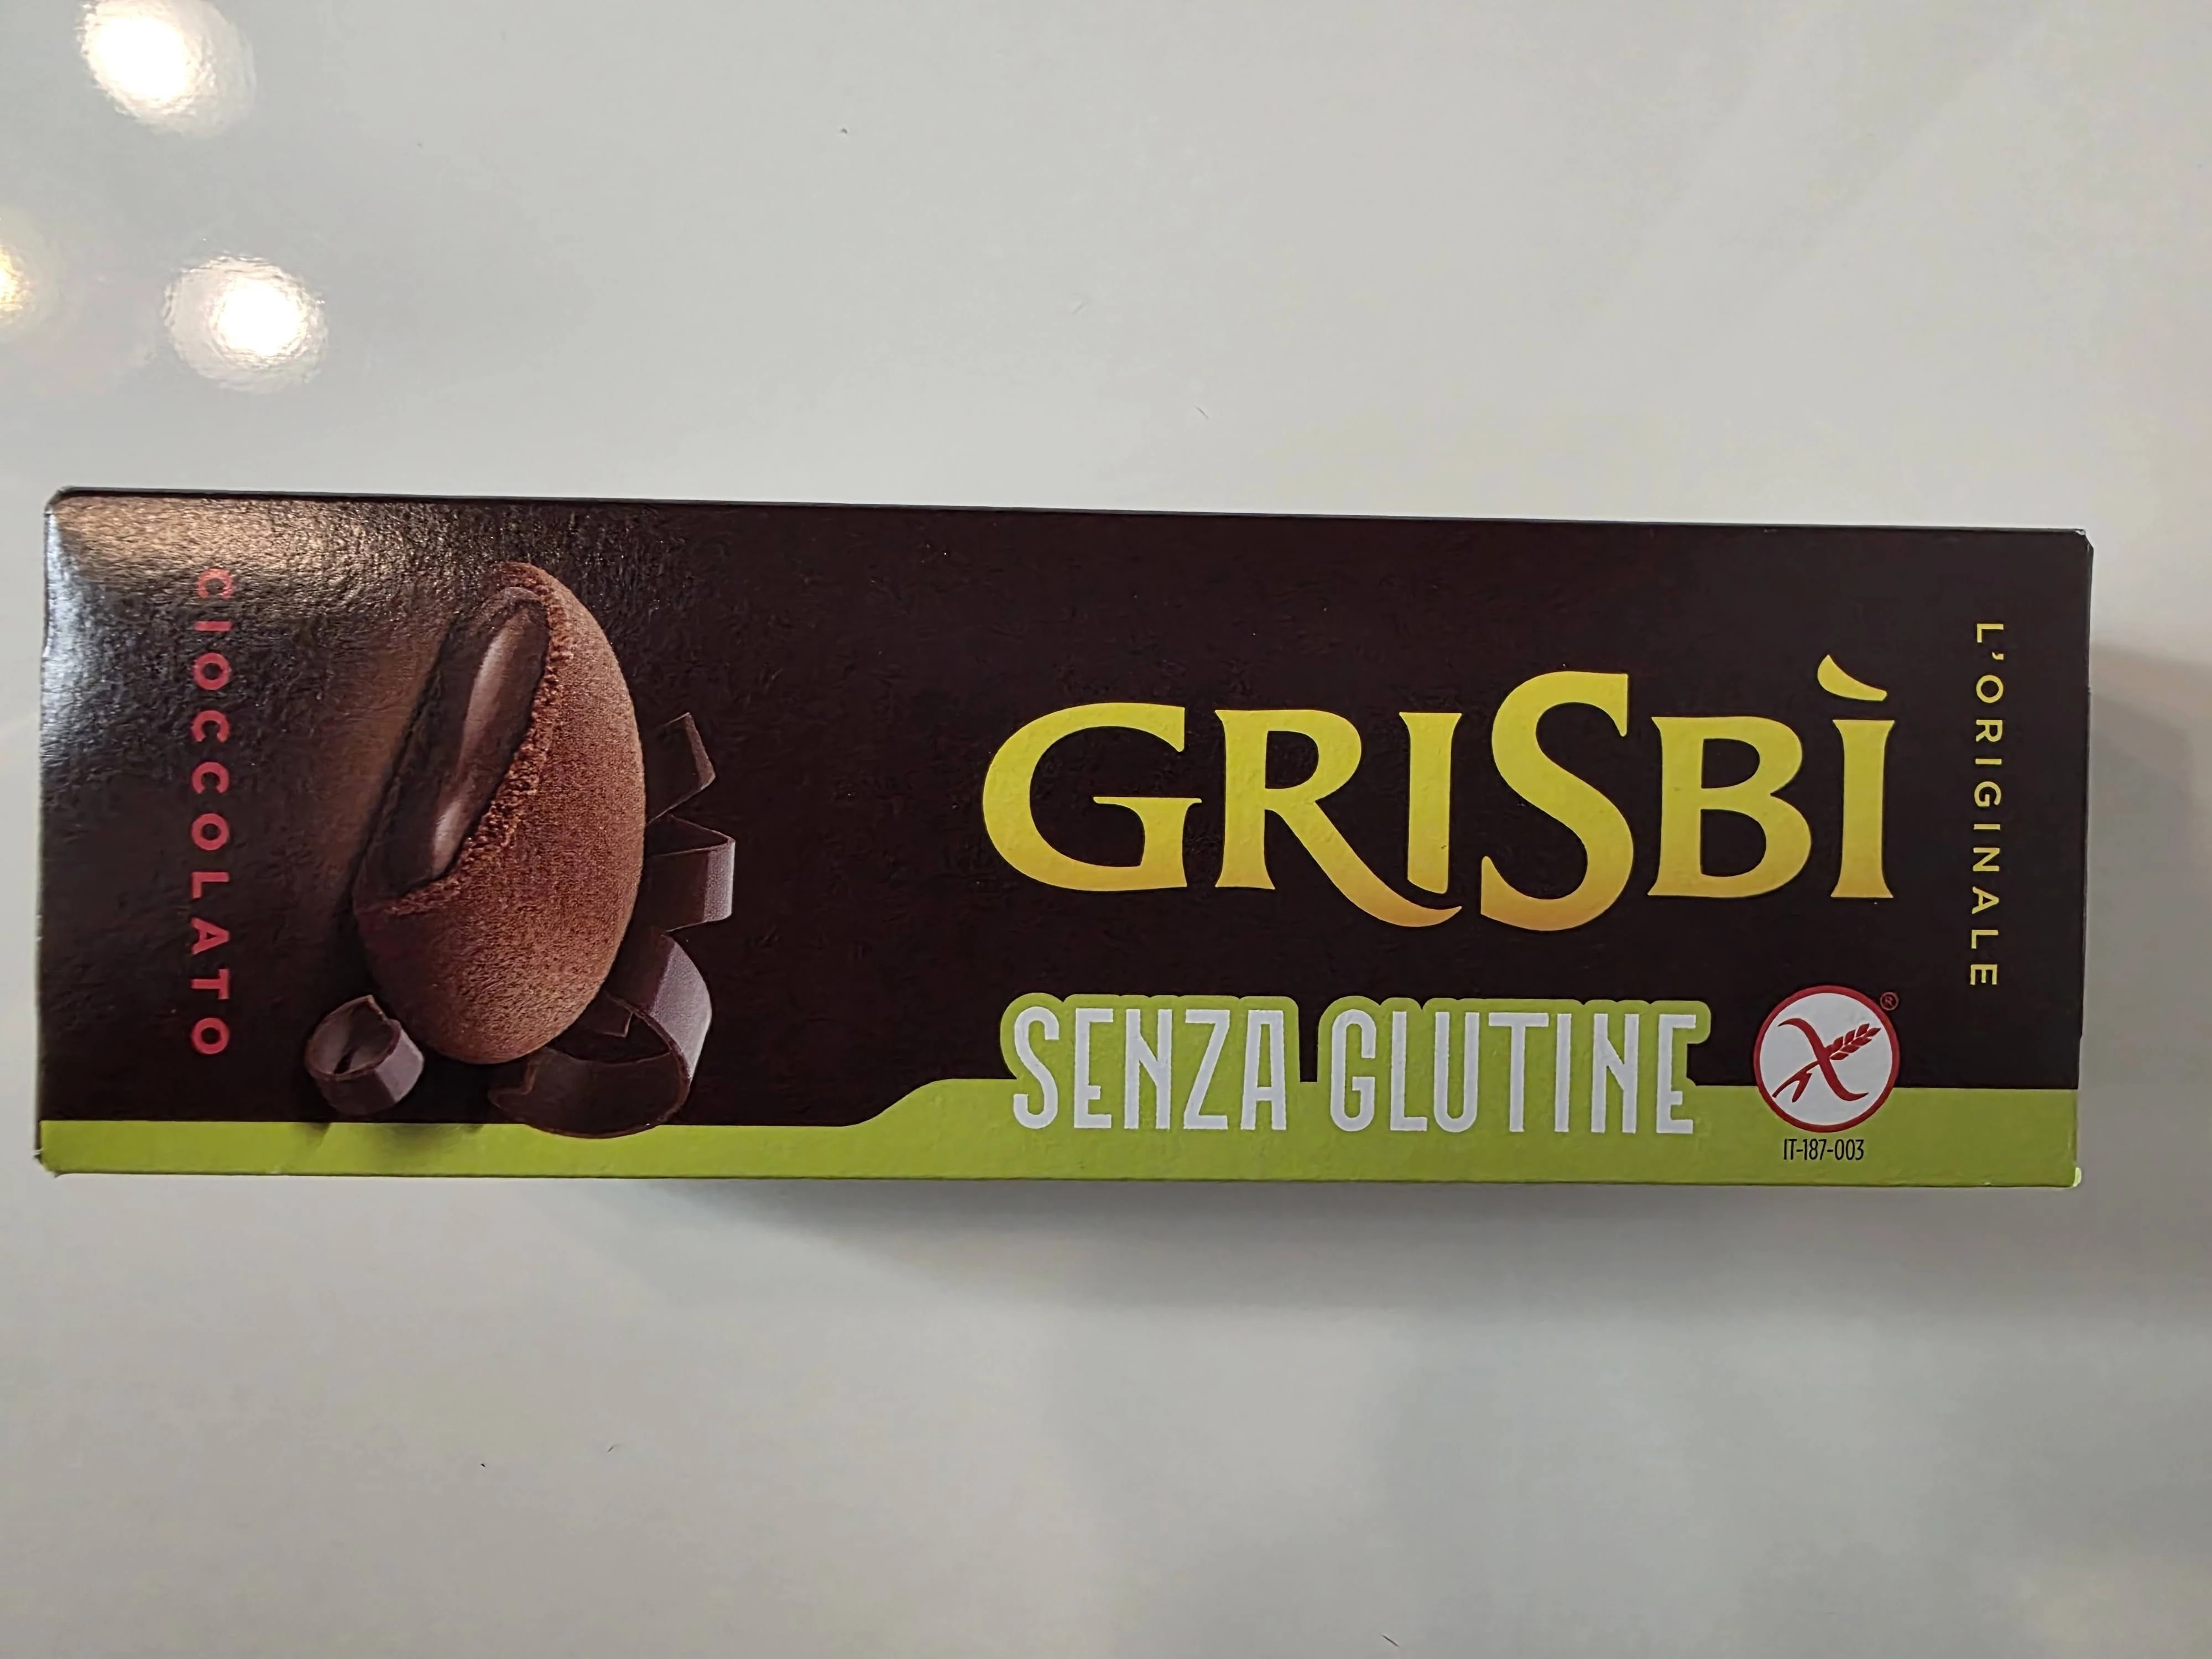 CIOCCOLATO
GRISBÌ
L'ORIGINALE
SENZA GLUTINE
®
IT-187-003